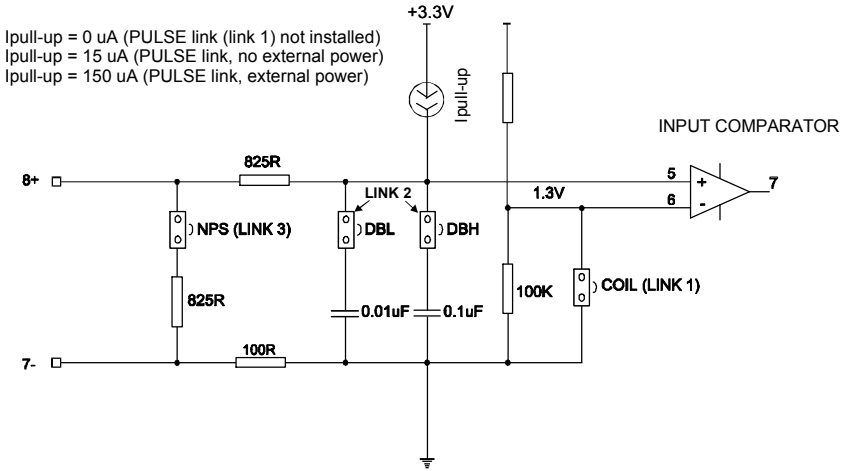 +3.3V
Ipull-up = 0 uA (PULSE link (link 1) not installed)
Ipull-up = 15 uA (PULSE link, no external power)
Ipull-up = 150 uA (PULSE link, external power)
Ipull-up
INPUT COMPARATOR
825R
8+
LINK 2
1.3V
5
+
7
6
-
NPS (LINK 3)
DBL
DBH
825R
0.01uF
0.1uF
100K
COIL (LINK 1)
100R
7-